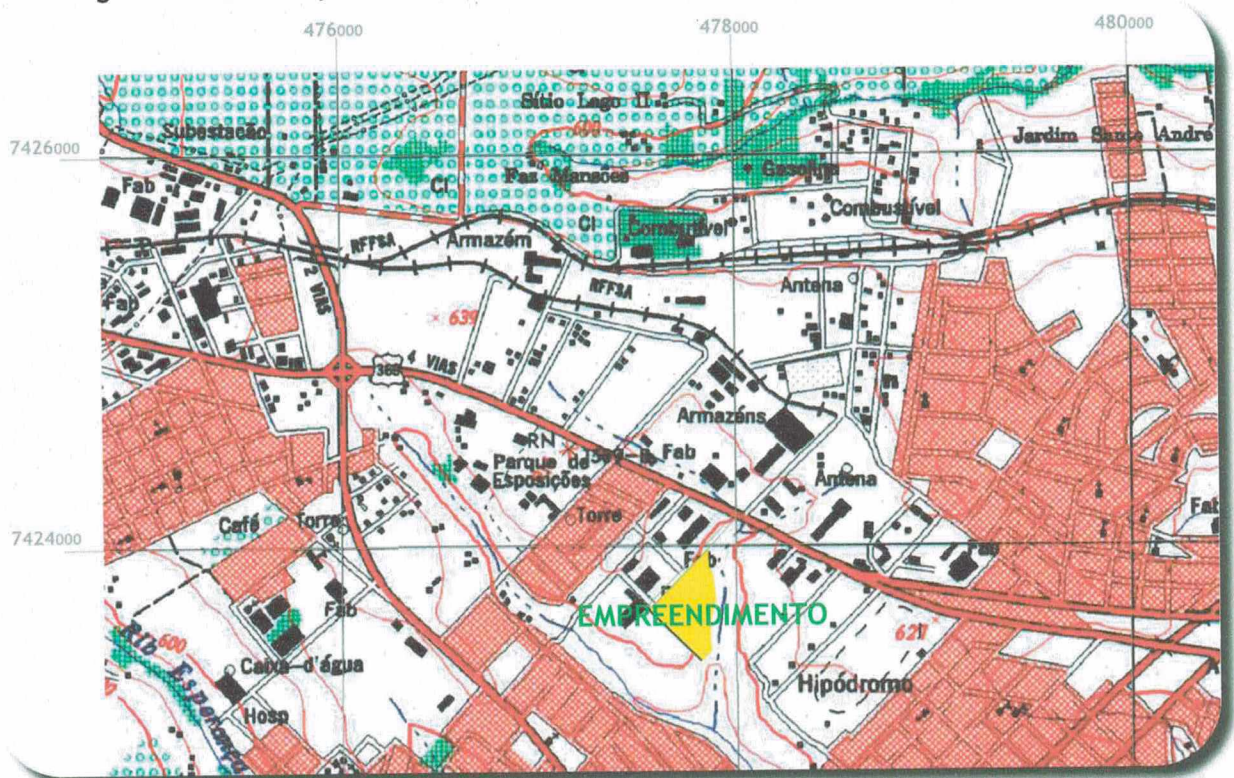 476000
478000
480000
Sítio Lago II
600
Subestação
Jardim Santo André
7426000
Faz Mansões
Gasolina
Fab
Cl
Combustível
Cl
Combustível
RFFSA
Armazém
2 VIAS
RFFSA
Antena
639
4 VIAS
369
Armazéns
RN
Fab
Parque de
Esposições
Antena
Café
Torre
Torre
Fab
7424000
Fab
Fab
Fab
EMPREENDIMENTO
Rib Esperança
600
627
Caixa-d'água
Hipódromo
Hosp